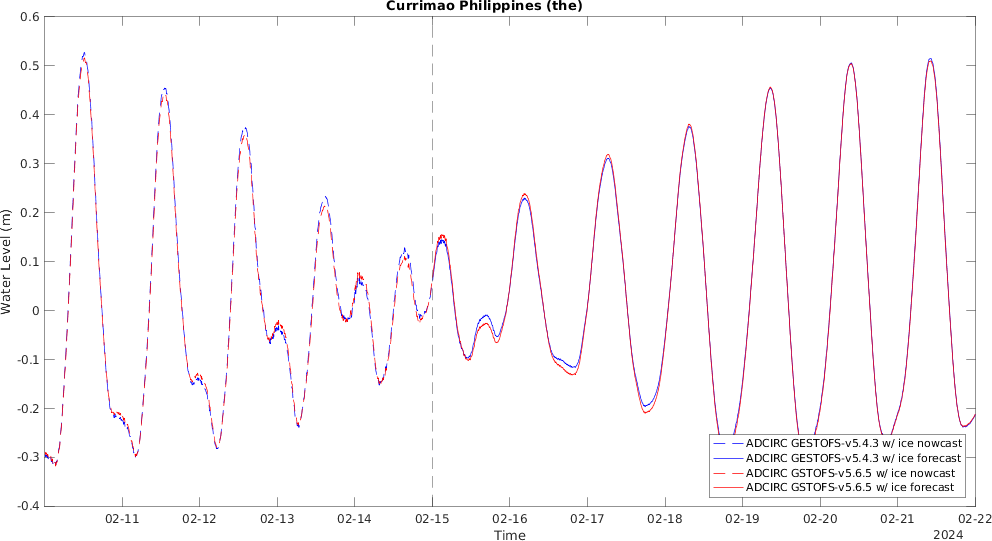 Currimao Philippines (the)
Water Level (m)
0.6
0.5
0.4
0.3
0.2
0.1
0
-0.1
-0.2
-0.3
-0.4
ADCIRC GESTOFS-v5.4.3 w/ ice nowcast
ADCIRC GESTOFS-v5.4.3 w/ ice forecast
ADCIRC GSTOFS-v5.6.5 w/ ice nowcast
ADCIRC GSTOFS-v5.6.5 w/ ice forecast
02-11 02-12 02-13 02-14 02-15 02-16 02-17 02-18 02-19 02-20 02-21 02-22
Time
2024